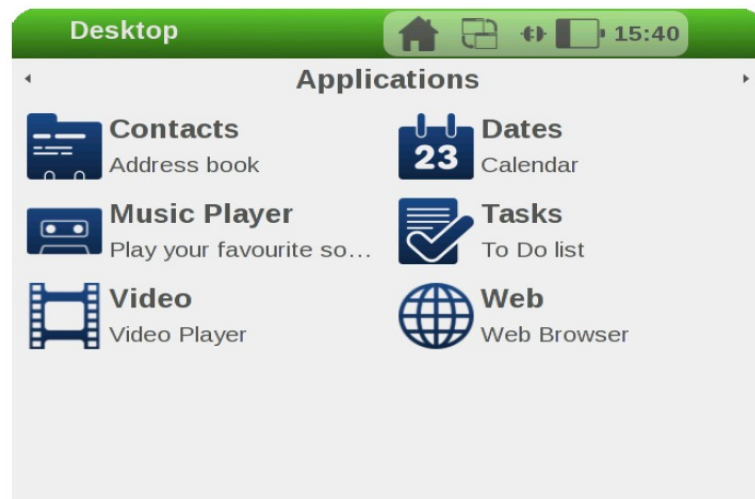 Desktop
15:40
Applications
Contacts
Address book
Dates
23
Calendar
Music Player
Play your favourite so...
Tasks
To Do list
Video
Video Player
Web
Web Browser